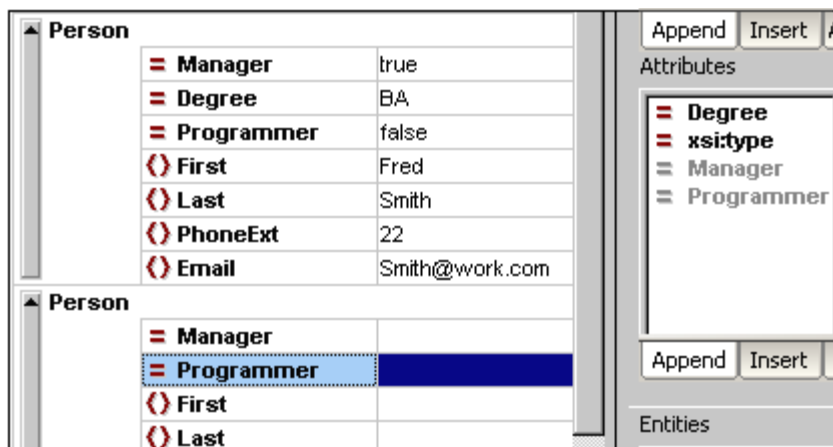 Person
= Manager true
= Degree BA
= Programmer false
() First Fred
() Last Smith
() PhoneExt 22
() Email Smith@work.com
Person
= Manager
= Programmer
() First
() Last
Append Insert
Attributes
= Degree
= xsi:type
= Manager
= Programmer
Append Insert
Entities